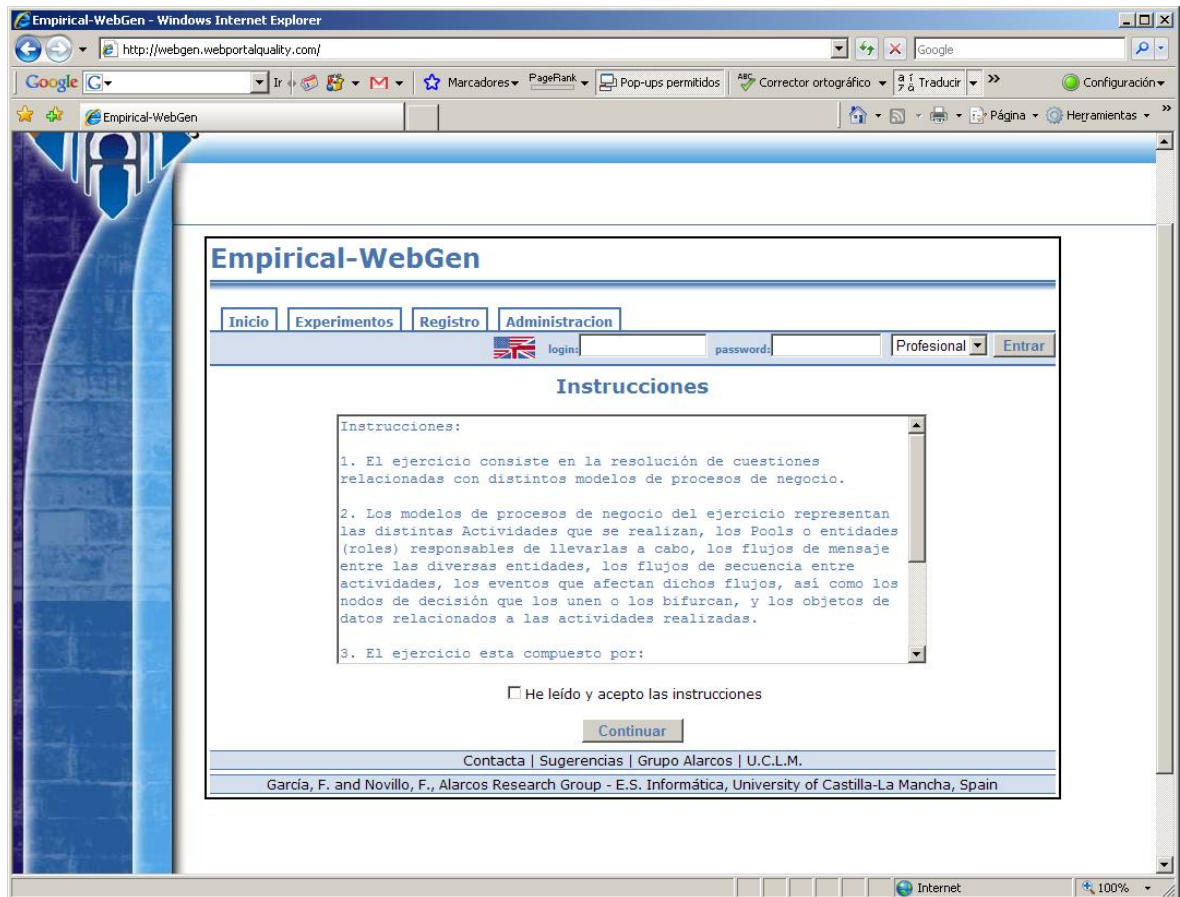 Empirical-WebGen - Windows Internet Explorer
http://webgen.webportalquality.com/
Google
Google G Ir Marcadores PageRank Pop-ups permitidos Corrector ortográfico Traducir >> Configuración
Empirical-WebGen Página Herramientas >>
Empirical-WebGen
Inicio Experimentos Registro Administracion
login: password: Profesional Entrar
Instrucciones
Instrucciones:
1. El ejercicio consiste en la resolución de cuestiones
relacionadas con distintos modelos de procesos de negocio.
2. Los modelos de procesos de negocio del ejercicio representan
las distintas Actividades que se realizan, los Pools o entidades
(roles) responsables de llevarlas a cabo, los flujos de mensaje
entre las diversas entidades, los flujos de secuencia entre
actividades, los eventos que afectan dichos flujos, así como los
nodos de decisión que los unen o los bifurcan, y los objetos de
datos relacionados a las actividades realizadas.
3. El ejercicio esta compuesto por:
He leído y acepto las instrucciones
Continuar
Contacta | Sugerencias | Grupo Alarcos | U.C.L.M.
García, F. and Novillo, F., Alarcos Research Group - E.S. Informática, University of Castilla-La Mancha, Spain
Internet 100%